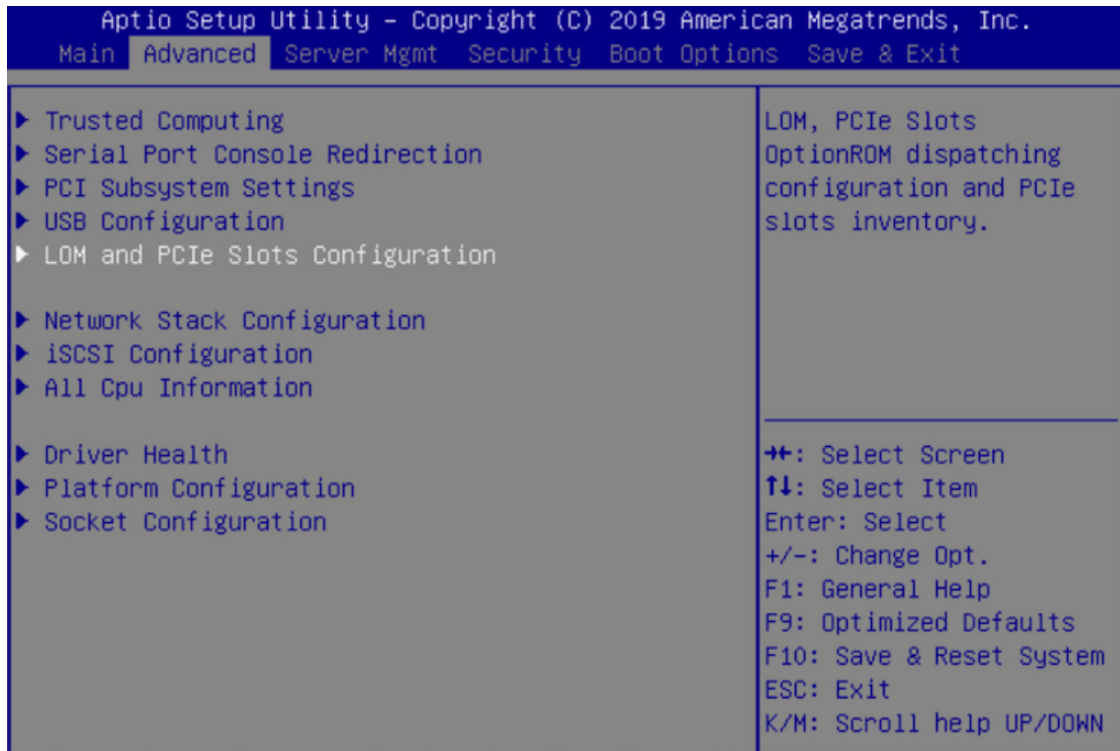 Aptio Setup Utility – Copyright (C) 2019 American Megatrends, Inc.
Main Advanced Server Mgmt Security Boot Options Save & Exit
Trusted Computing
Serial Port Console Redirection
PCI Subsystem Settings
USB Configuration
LOM and PCIe Slots Configuration
Network Stack Configuration
iSCSI Configuration
All Cpu Information
Driver Health
Platform Configuration
Socket Configuration
LOM, PCIe Slots
OptionROM dispatching
configuration and PCIe
slots inventory.
→←: Select Screen
↑↓: Select Item
Enter: Select
+/-: Change Opt.
F1: General Help
F9: Optimized Defaults
F10: Save & Reset System
ESC: Exit
K/M: Scroll help UP/DOWN